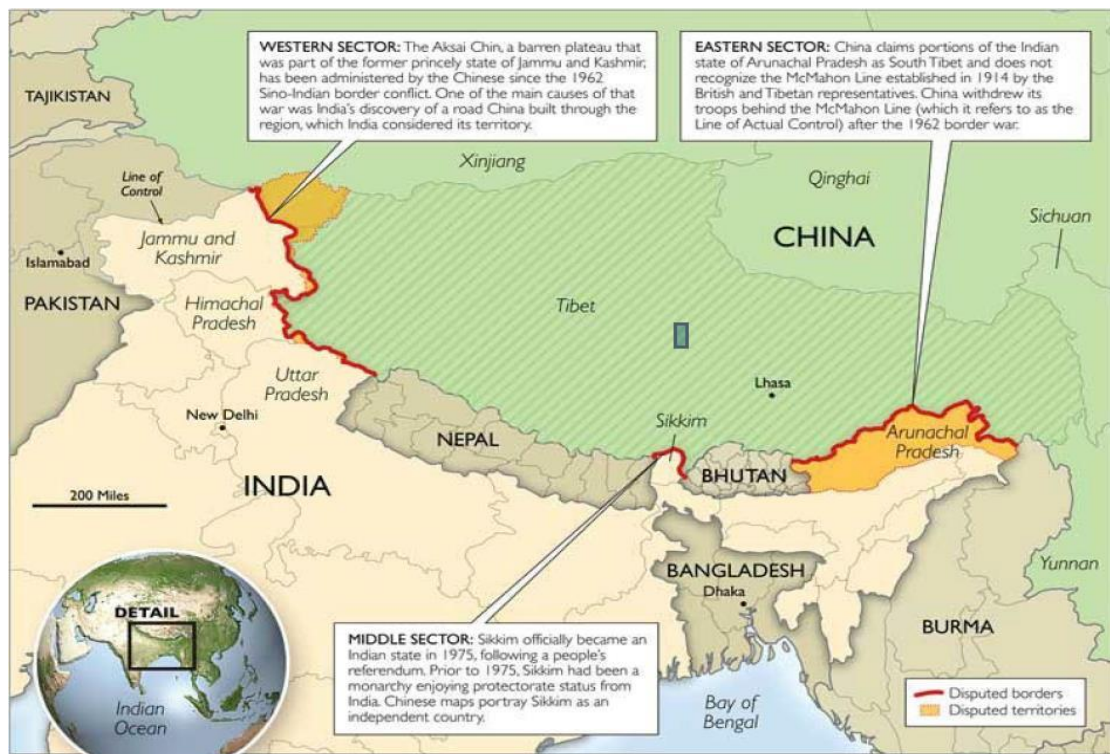 WESTERN SECTOR: The Aksai Chin, a barren plateau that
was part of the former princely state of Jammu and Kashmir,
has been administered by the Chinese since the 1962
Sino-Indian border conflict. One of the main causes of that
war was India's discovery of a road China built through the
region, which India considered its territory.
EASTERN SECTOR: China claims portions of the Indian
state of Arunachal Pradesh as South Tibet and does not
recognize the McMahon Line established in 1914 by the
British and Tibetan representatives. China withdrew its
troops behind the McMahon Line (which it refers to as the
Line of Actual Control) after the 1962 border war.
TAJIKISTAN
Xinjiang
Qinghai
Line of
Control
Sichuan
Jammu and
Kashmir
CHINA
Islamabad
PAKISTAN
Himachal
Pradesh
Tibet
Uttar
Pradesh
Lhasa
New Delhi
Sikkim
Arunachal
Pradesh
NEPAL
BHUTAN
200 Miles
INDIA
Yunnan
BANGLADESH
Dhaka
DETAIL
BURMA
MIDDLE SECTOR: Sikkim officially became an
Indian state in 1975, following a people's
referendum. Prior to 1975, Sikkim had been a
monarchy enjoying protectorate status from
India. Chinese maps portray Sikkim as an
independent country.
Indian
Ocean
Bay of
Bengal
Disputed borders
Disputed territories